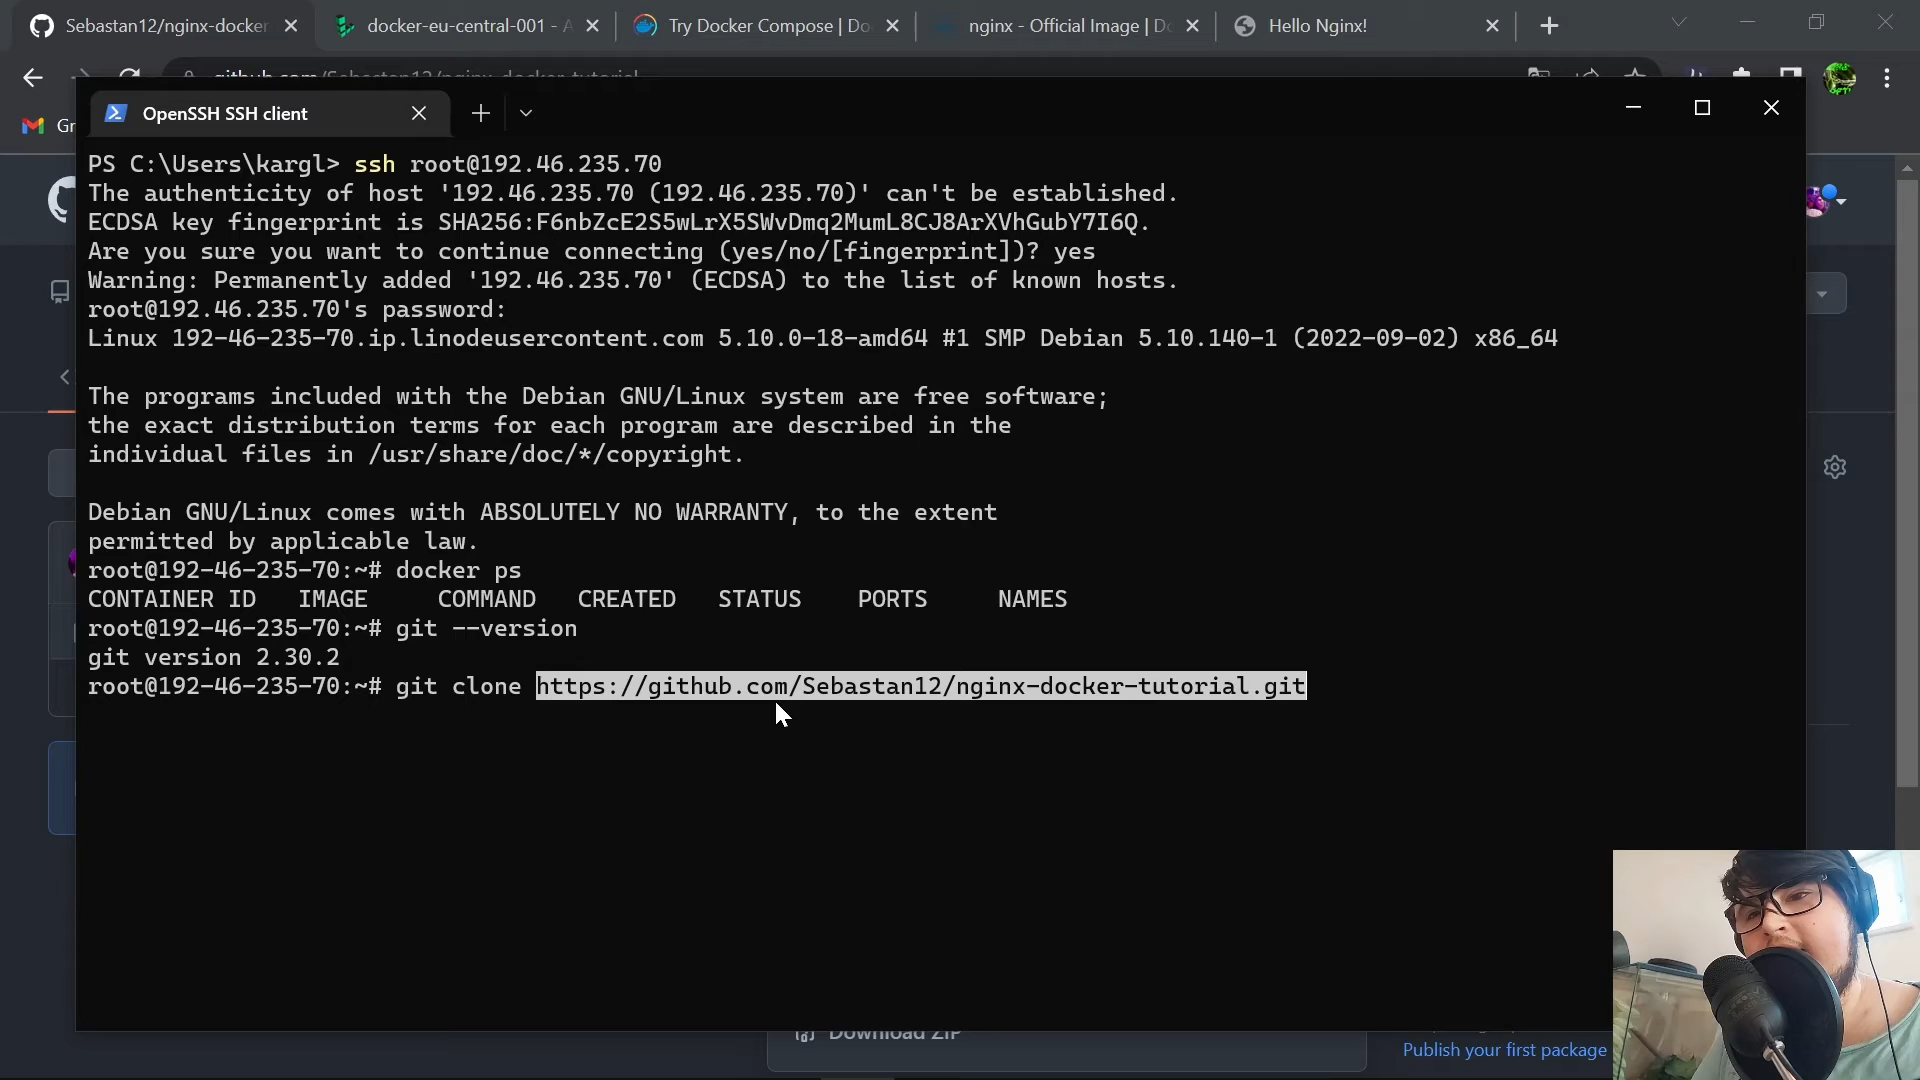 Sebastan12/nginx-docker
docker-eu-central-001 - A
Try Docker Compose | Do
nginx - Official Image | Do
Hello Nginx!
github.com/Sebastan12/nginx-docker-tutorial
Gr
OpenSSH SSH client
PS C:\Users\kargl> ssh root@192.46.235.70
The authenticity of host '192.46.235.70 (192.46.235.70)' can't be established.
ECDSA key fingerprint is SHA256:F6nbZcE2S5wLrX5SWvDmq2MumL8CJ8ArXVhGubY7I6Q.
Are you sure you want to continue connecting (yes/no/[fingerprint])? yes
Warning: Permanently added '192.46.235.70' (ECDSA) to the list of known hosts.
root@192.46.235.70's password:
Linux 192-46-235-70.ip.linodeusercontent.com 5.10.0-18-amd64 #1 SMP Debian 5.10.140-1 (2022-09-02) x86_64
The programs included with the Debian GNU/Linux system are free software;
the exact distribution terms for each program are described in the
individual files in /usr/share/doc/*/copyright.
Debian GNU/Linux comes with ABSOLUTELY NO WARRANTY, to the extent
permitted by applicable law.
root@192-46-235-70:~# docker ps
CONTAINER ID   IMAGE     COMMAND   CREATED   STATUS    PORTS     NAMES
root@192-46-235-70:~# git --version
git version 2.30.2
root@192-46-235-70:~# git clone https://github.com/Sebastan12/nginx-docker-tutorial.git
Download ZIP
Publish your first package